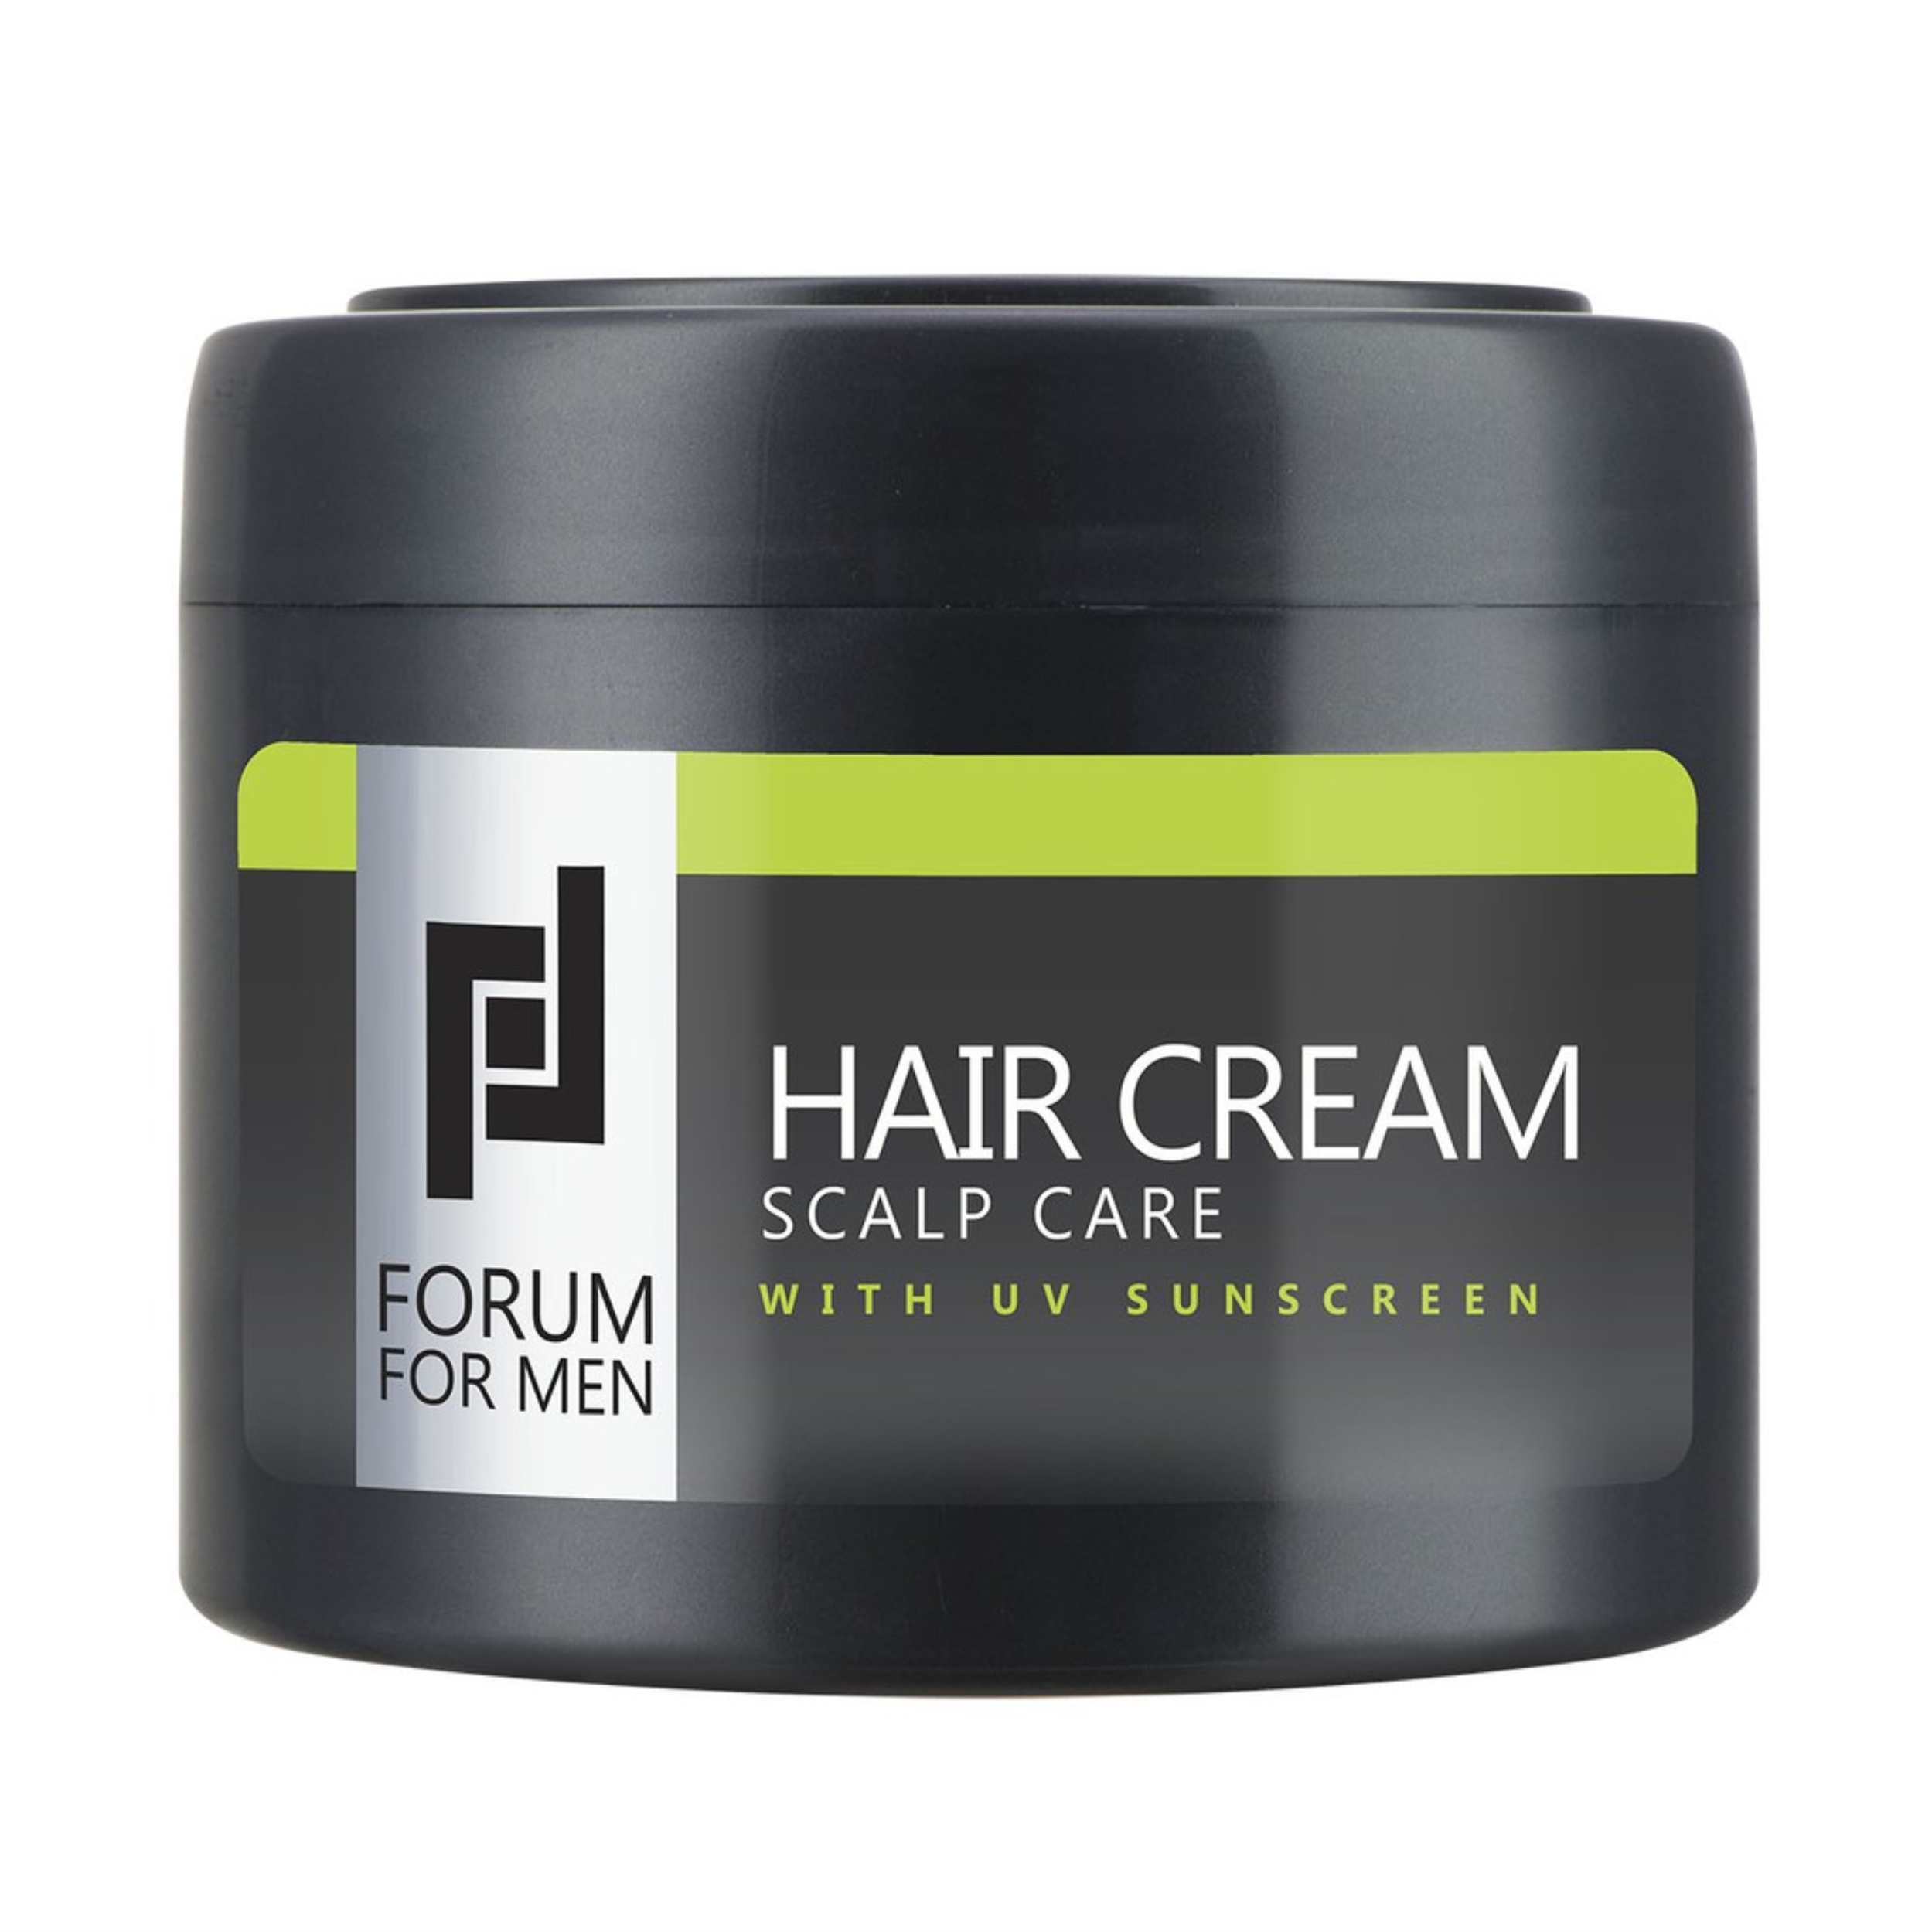 FORUM
FOR MEN
HAIR CREAM
SCALP CARE
WITH UV SUNSCREEN